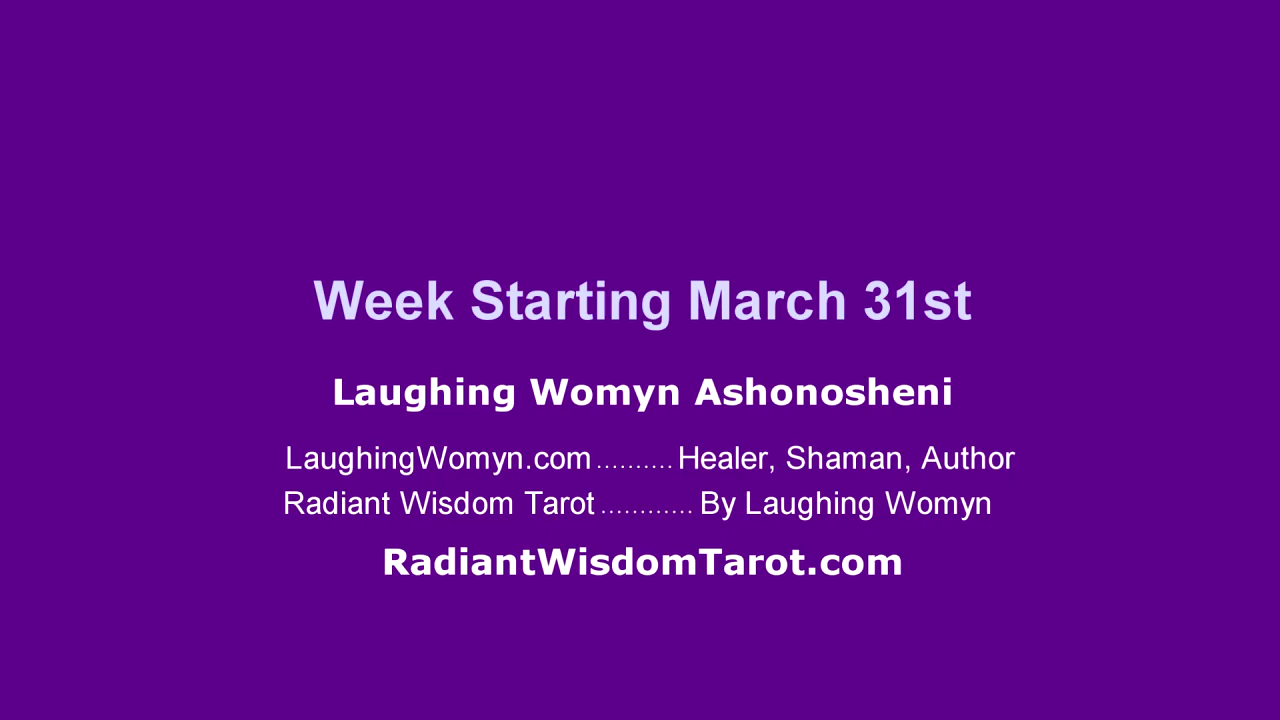 Week Starting March 31st
Laughing Womyn Ashonosheni
LaughingWomyn.com .......... Healer, Shaman, Author
Radiant Wisdom Tarot ............ By Laughing Womyn
RadiantWisdomTarot.com